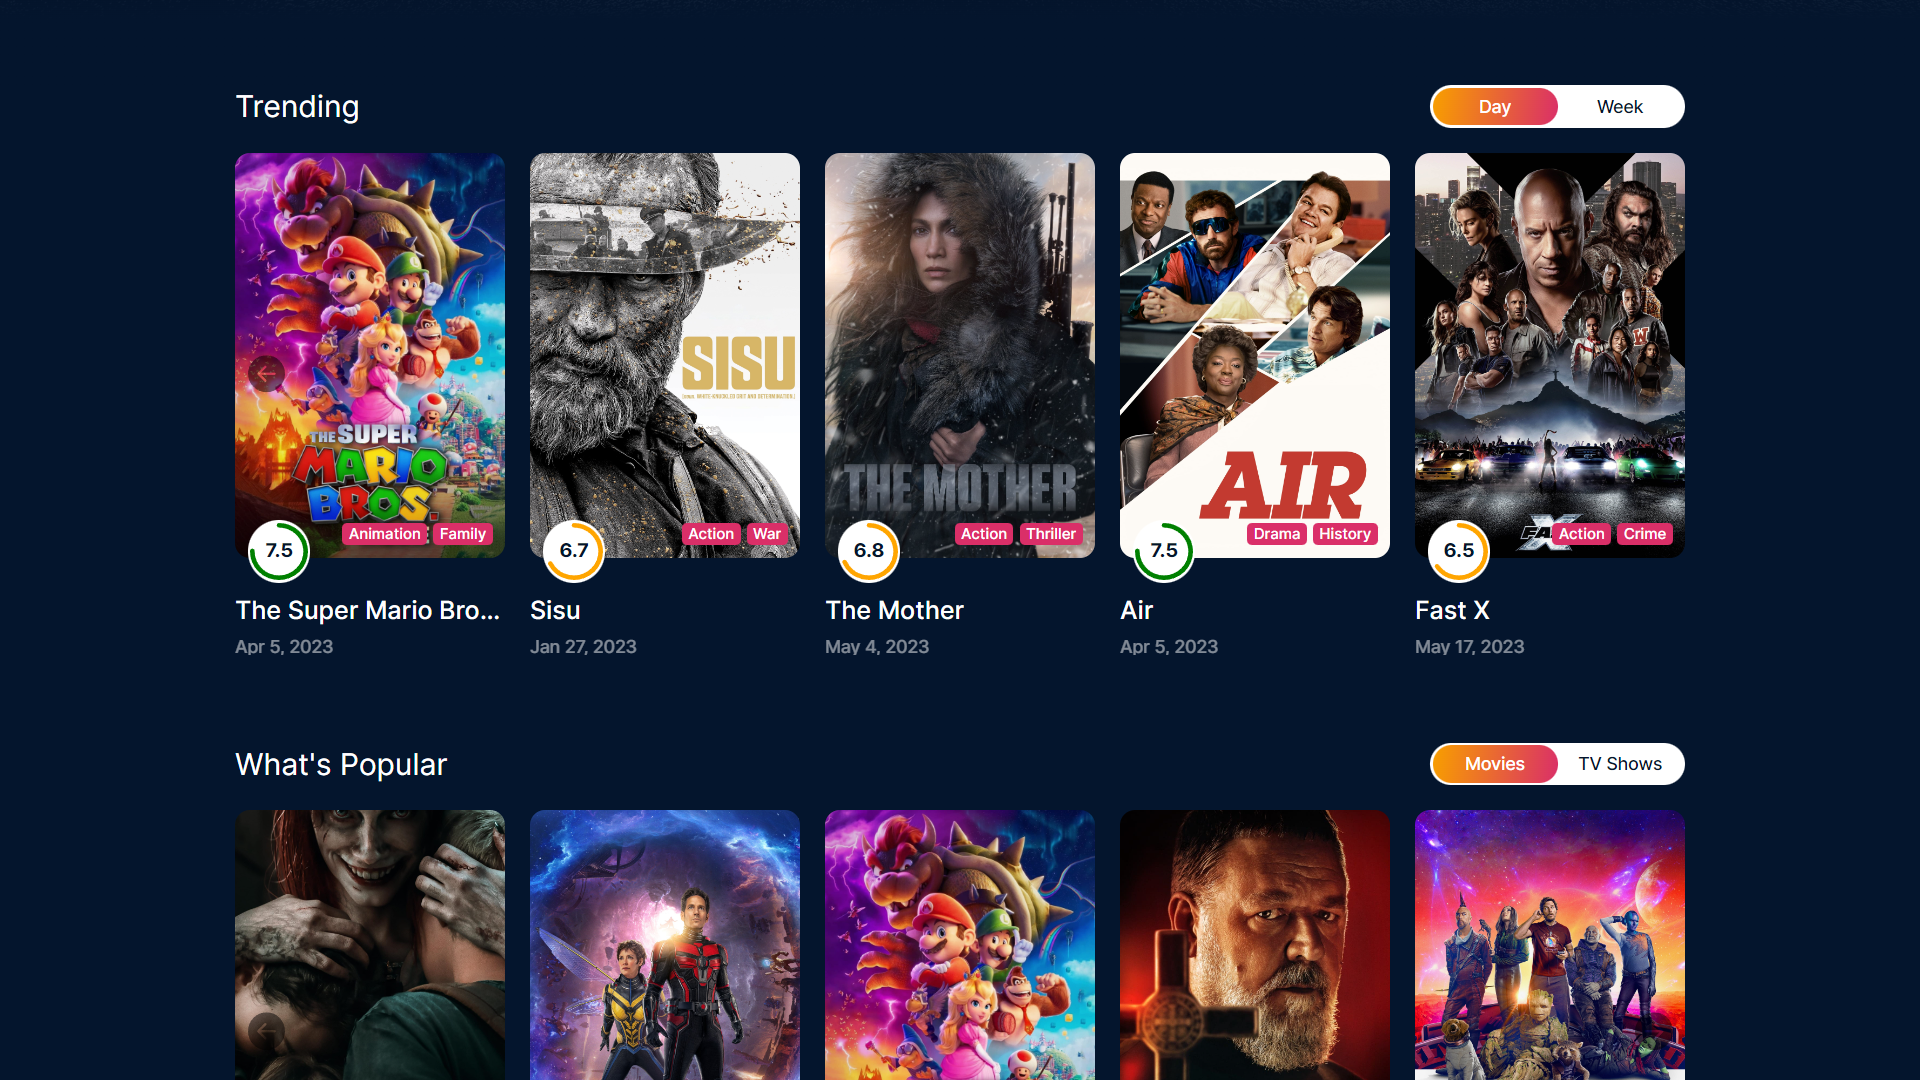 Trending
Day
Week
THE SUPER
MARIO
BROS.
SISU
THE MOTHER
AIR
FAST X
Animation
Family
Action
War
Action
Thriller
Drama
History
Action
Crime
7.5
6.7
6.8
7.5
6.5
The Super Mario Bro...
Sisu
The Mother
Air
Fast X
Apr 5, 2023
Jan 27, 2023
May 4, 2023
Apr 5, 2023
May 17, 2023
What's Popular
Movies
TV Shows